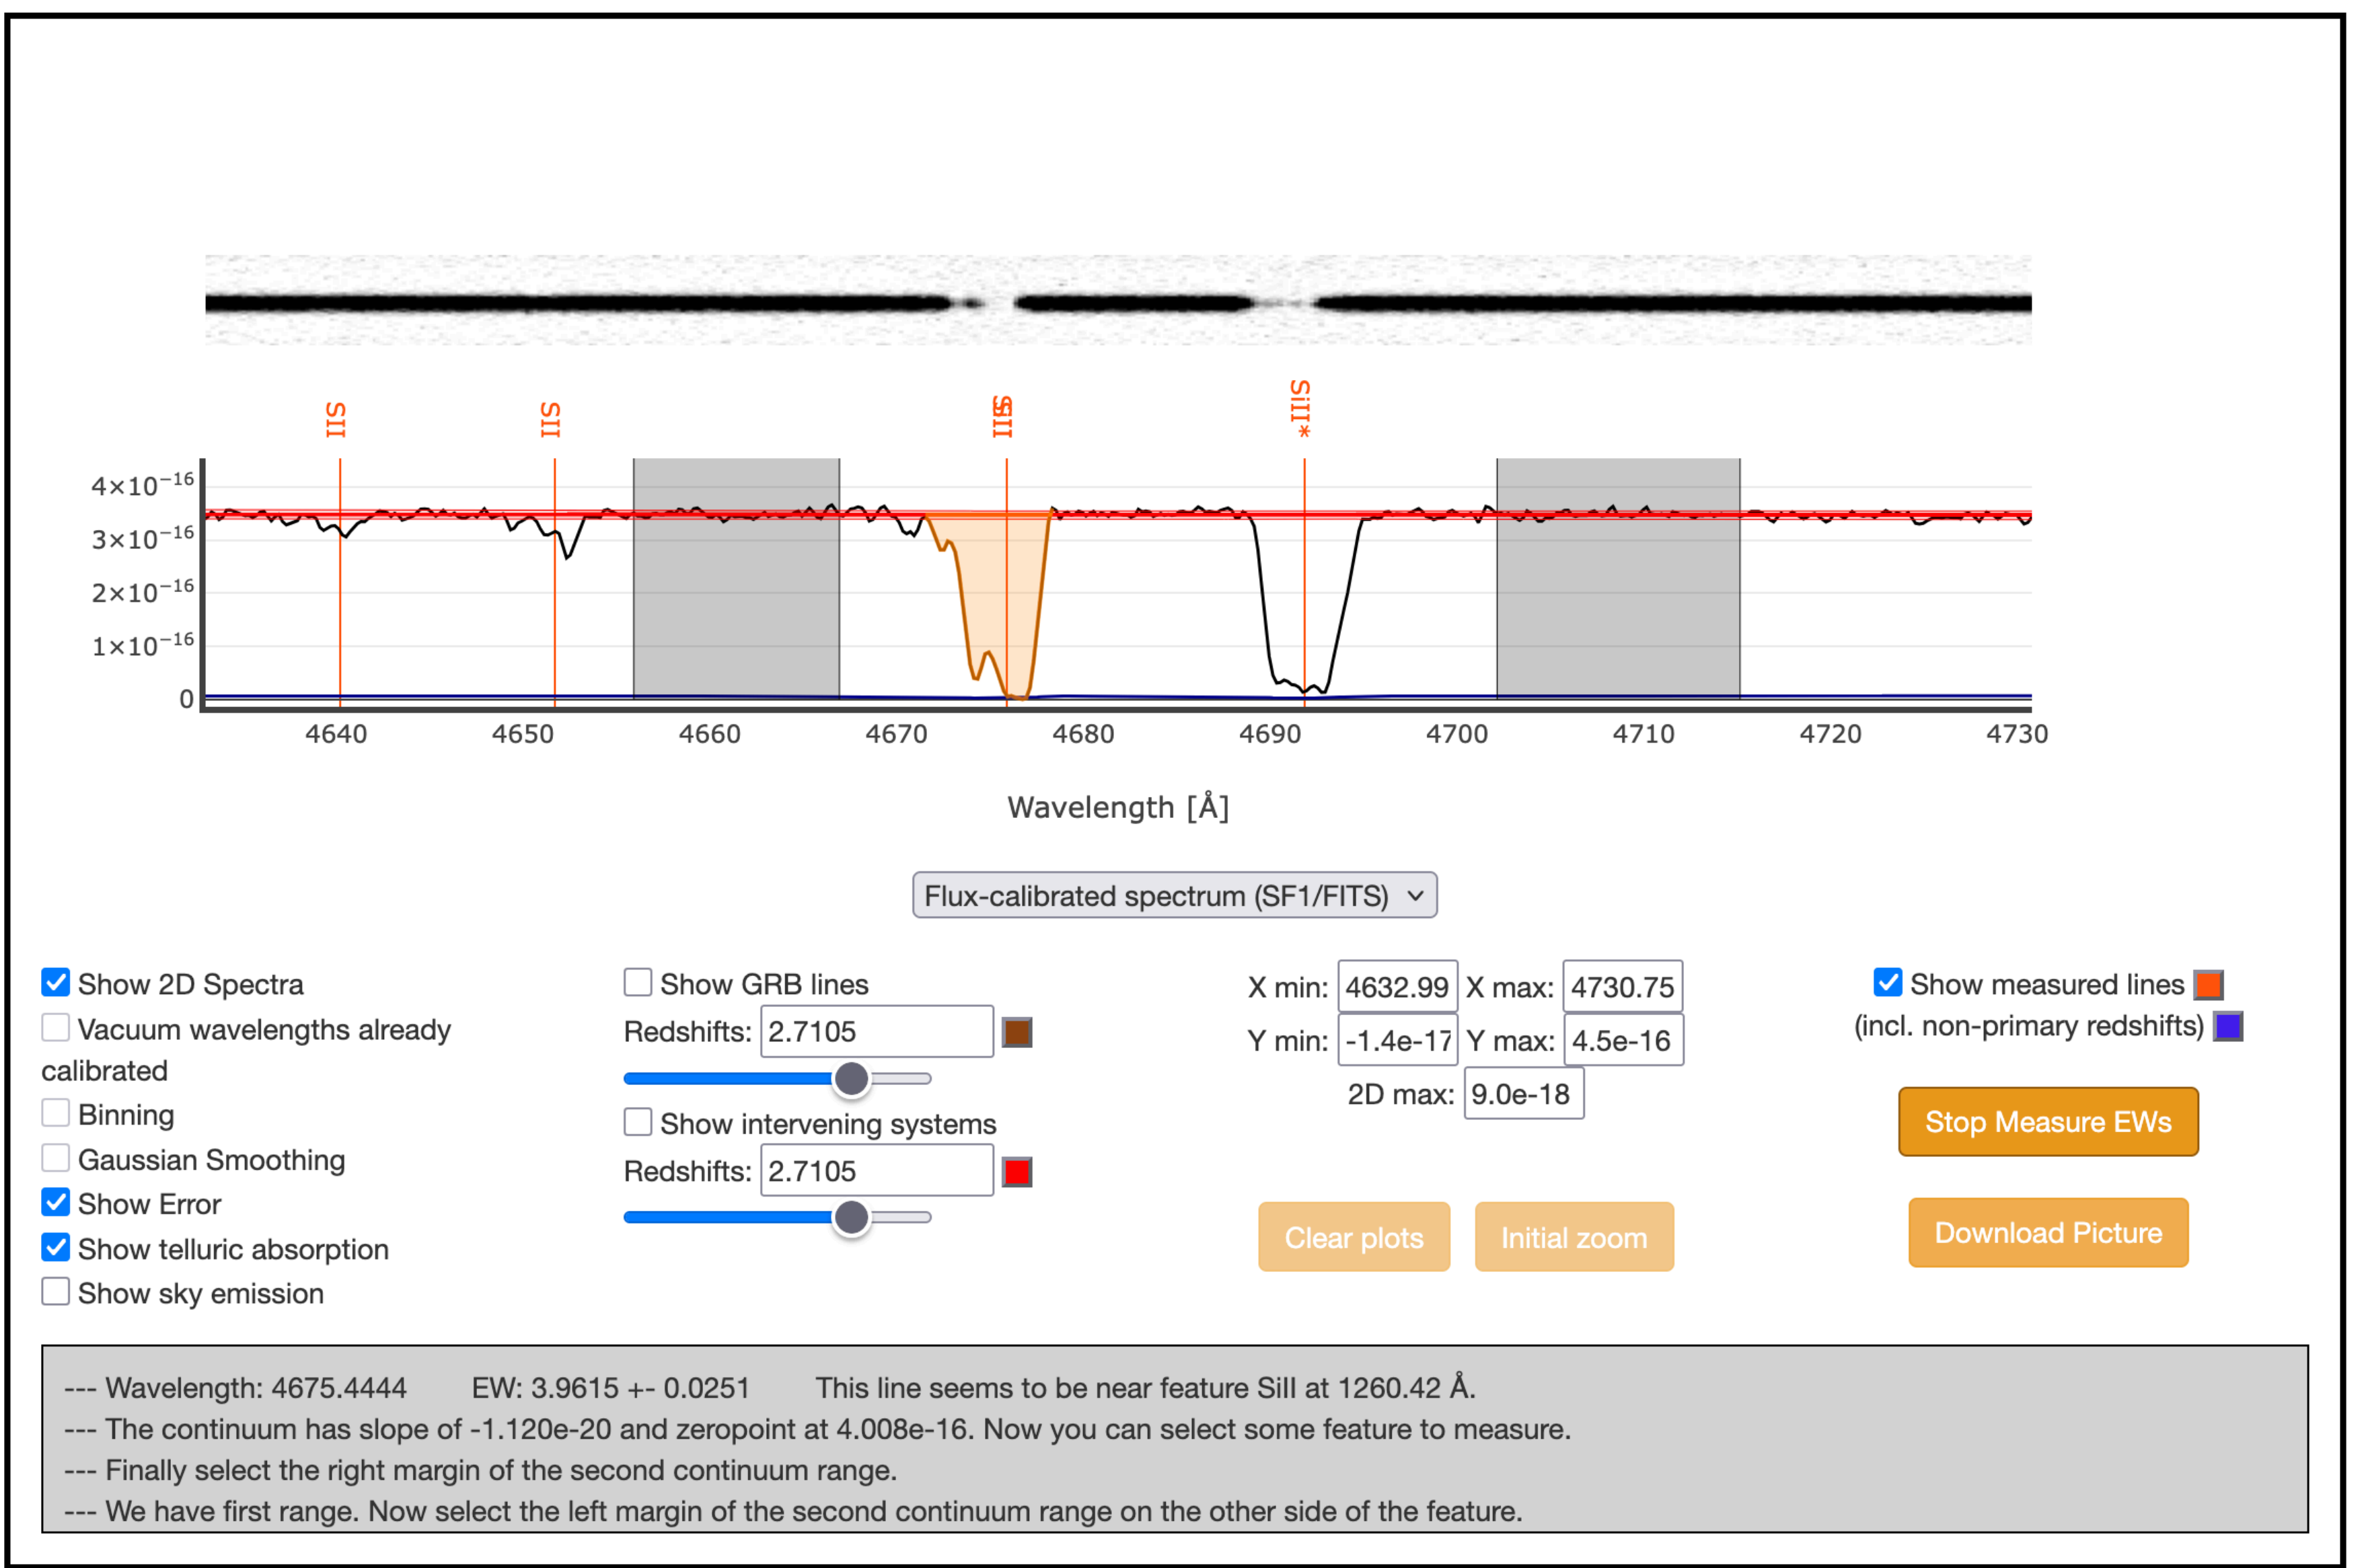 SII
SII
SiII*
4×10−16
3×10−16
2×10−16
1×10−16
0
4640 4650 4660 4670 4680 4690 4700 4710 4720 4730
Wavelength [Å]
Flux-calibrated spectrum (SF1/FITS)
Show 2D Spectra
Vacuum wavelengths already
calibrated
Binning
Gaussian Smoothing
Show Error
Show telluric absorption
Show sky emission
Show GRB lines
Redshifts: 2.7105
Show intervening systems
Redshifts: 2.7105
X min: 4632.99 X max: 4730.75
Y min: -1.4e-17 Y max: 4.5e-16
2D max: 9.0e-18
Clear plots Initial zoom
Show measured lines
(incl. non-primary redshifts)
Stop Measure EWs
Download Picture
--- Wavelength: 4675.4444 EW: 3.9615 +- 0.0251 This line seems to be near feature SiII at 1260.42 Å.
--- The continuum has slope of -1.120e-20 and zeropoint at 4.008e-16. Now you can select some feature to measure.
--- Finally select the right margin of the second continuum range.
--- We have first range. Now select the left margin of the second continuum range on the other side of the feature.